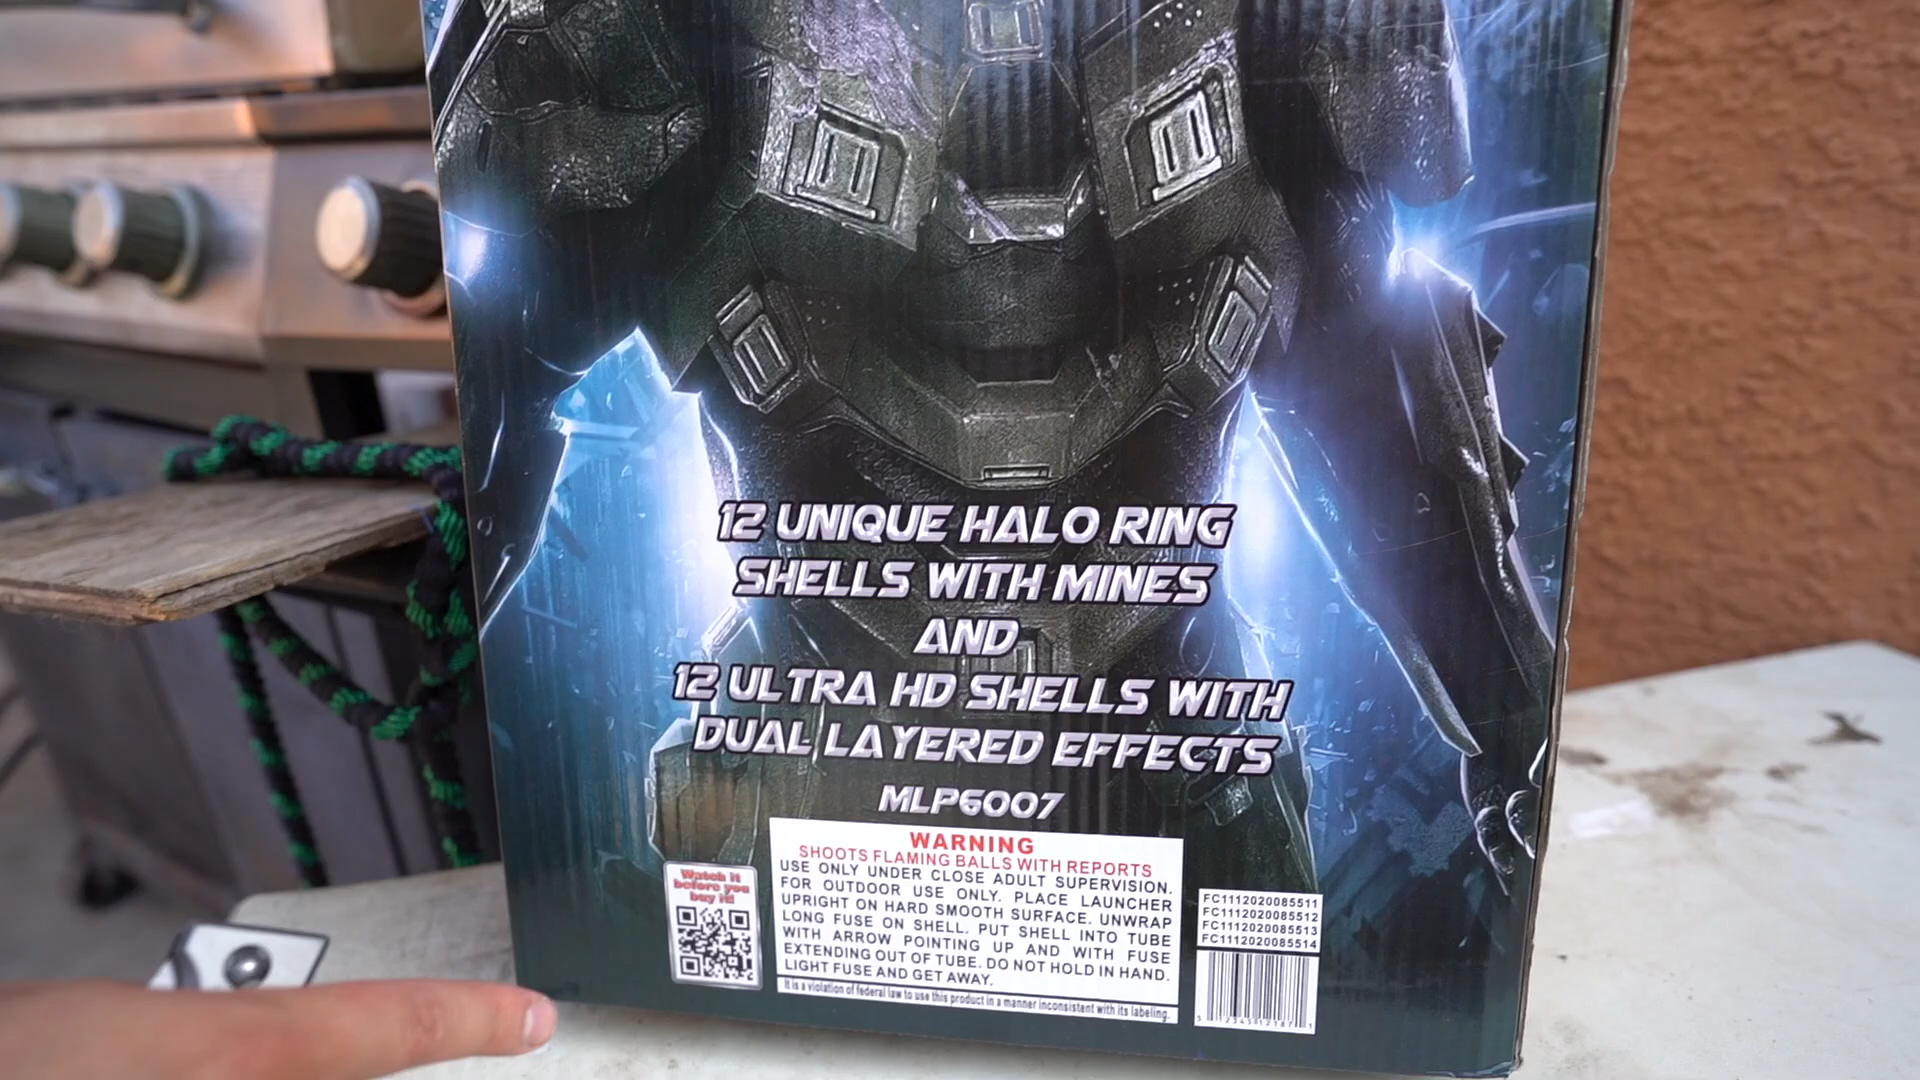 12 UNIQUE HALO RING
SHELLS WITH MINES
AND
12 ULTRA HD SHELLS WITH
DUAL LAYERED EFFECTS
MLP6007
WARNING
SHOOTS FLAMING BALLS WITH REPORTS
USE ONLY UNDER CLOSE ADULT SUPERVISION.
FOR OUTDOOR USE ONLY. PLACE LAUNCHER
UPRIGHT ON HARD SMOOTH SURFACE. UNWRAP
LONG FUSE ON SHELL. PUT SHELL INTO TUBE
WITH ARROW POINTING UP AND WITH FUSE
EXTENDING OUT OF TUBE. DO NOT HOLD IN HAND.
LIGHT FUSE AND GET AWAY.
It is a violation of federal law to use this product in a manner inconsistent with its labeling.
Watch it
before you
buy it!
FC1112020085511
FC1112020085512
FC1112020085513
FC1112020085514